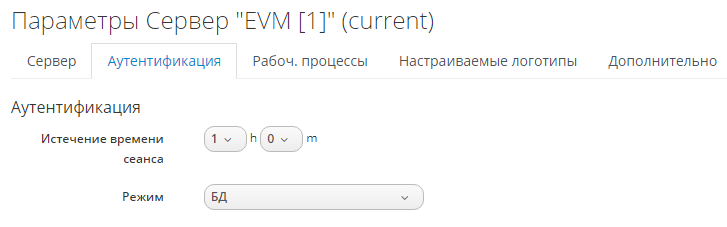 Параметры Сервер "EVM [1]" (current)
Сервер Аутентификация Рабоч. процессы Настраиваемые логотипы Дополнительно
Аутентификация
Истечение времени сеанса 1 h 0 m
Режим БД